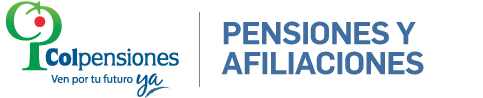 Colpensiones
Ven por tu futuro ya
PENSIONES Y
AFILIACIONES